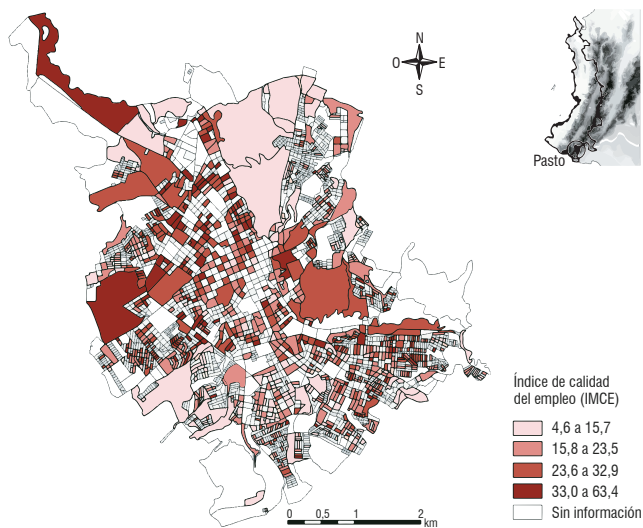 N
O E
S
Pasto
Índice de calidad
del empleo (IMCE)
4,6 a 15,7
15,8 a 23,5
23,6 a 32,9
33,0 a 63,4
Sin información
0 0,5 1 2
km